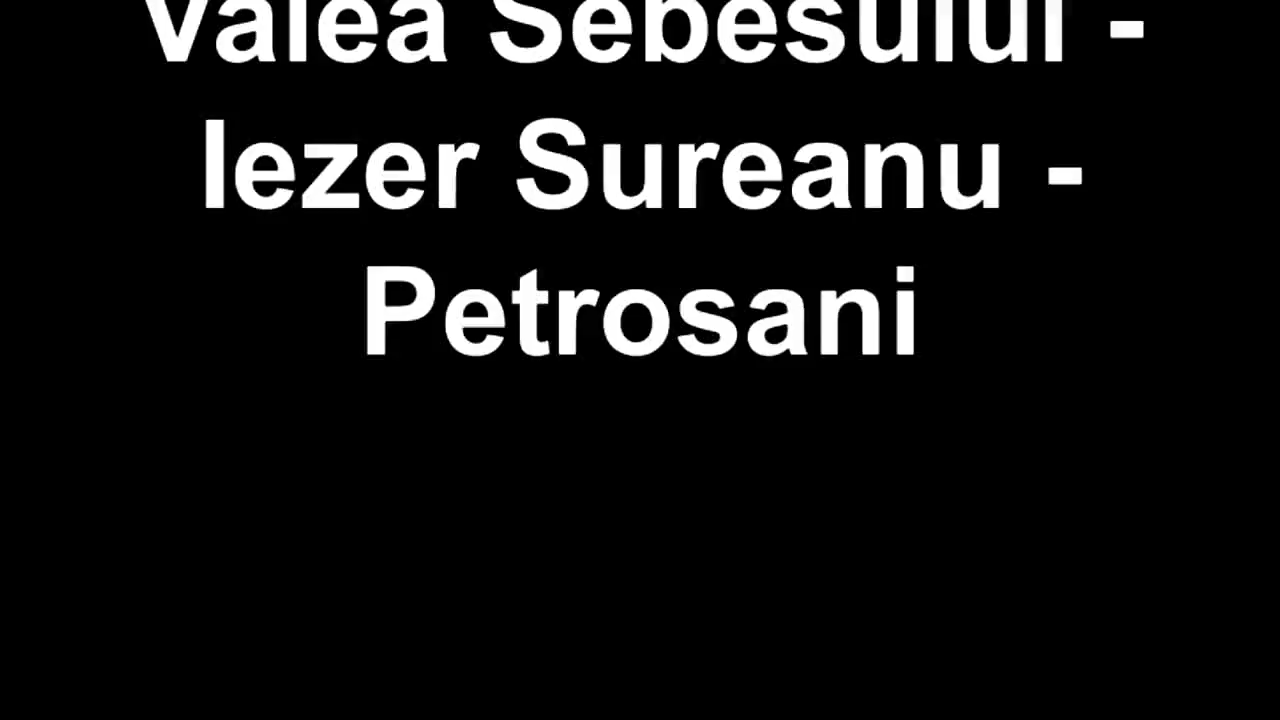 Valea Sebesului -
Iezer Sureanu -
Petrosani